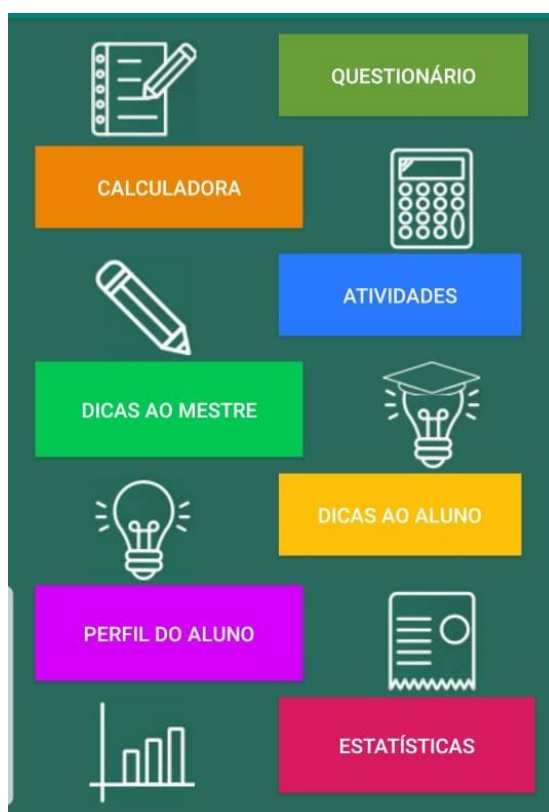 QUESTIONÁRIO
CALCULADORA
ATIVIDADES
DICAS AO MESTRE
DICAS AO ALUNO
PERFIL DO ALUNO
ESTATÍSTICAS